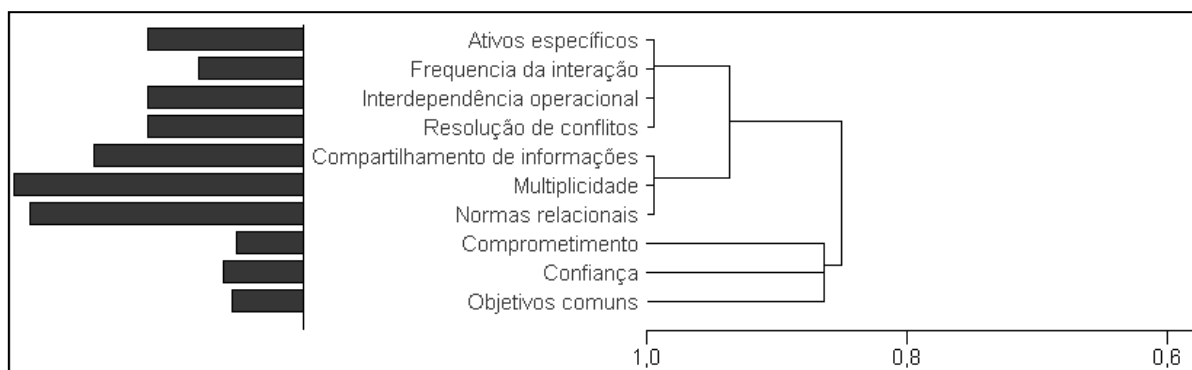 Ativos específicos
Frequencia da interação
Interdependência operacional
Resolução de conflitos
Compartilhamento de informações
Multiplicidade
Normas relacionais
Comprometimento
Confiança
Objetivos comuns
1,0 0,8 0,6